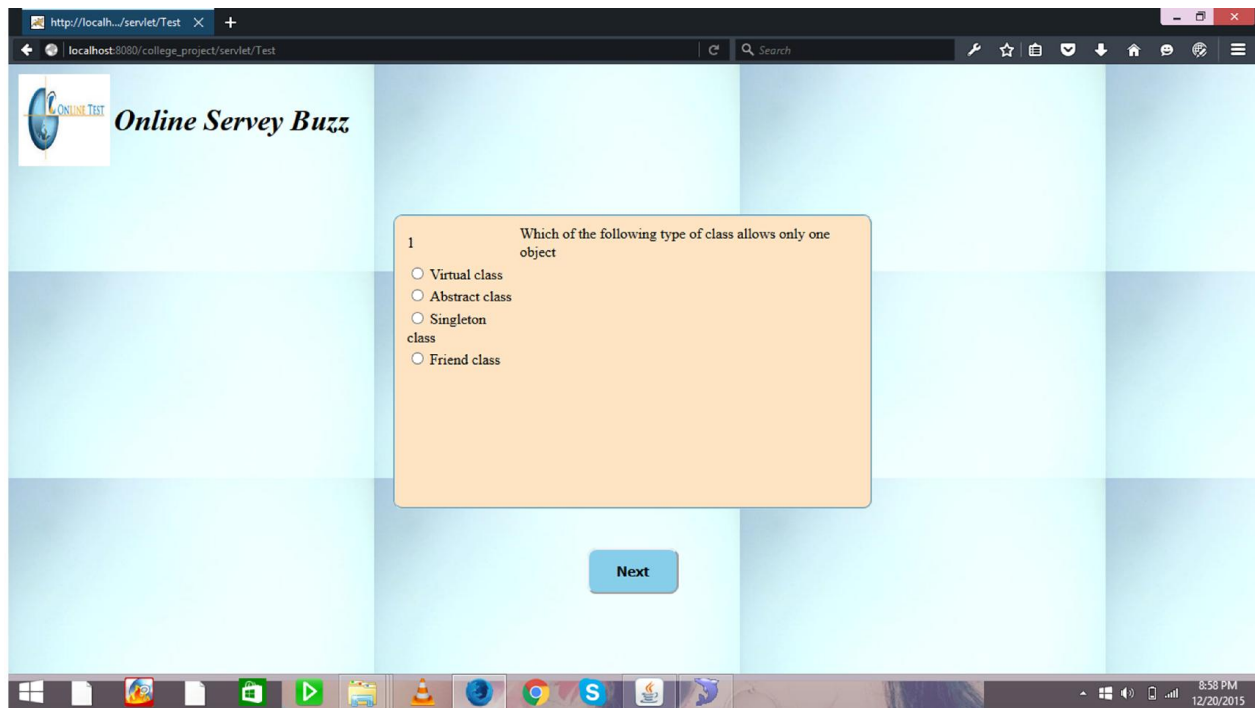 http://localh.../servlet/Test
localhost:8080/college_project/servlet/Test
Search
ONLINE TEST
Online Servey Buzz
1
Which of the following type of class allows only one
object
Virtual class
Abstract class
Singleton
class
Friend class
Next
8:58 PM
12/20/2015